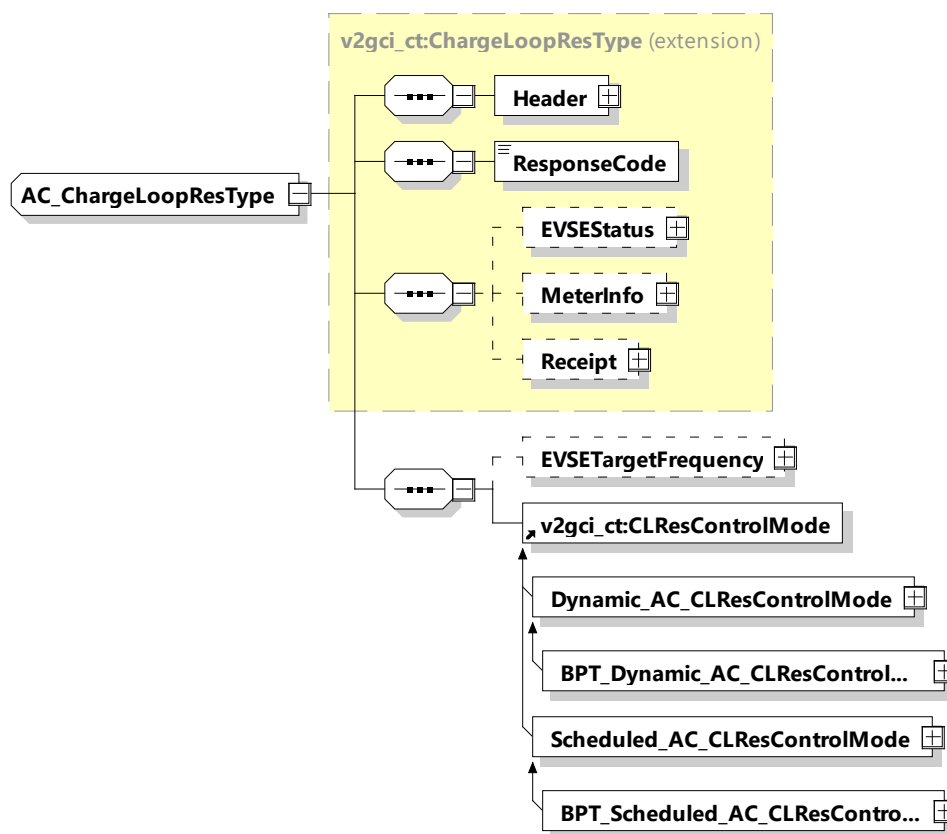 v2gci_ct:ChargeLoopResType (extension)
Header
ResponseCode
AC_ChargeLoopResType
EVSEStatus
MeterInfo
Receipt
EVSETargetFrequency
v2gci_ct:CLResControlMode
Dynamic_AC_CLResControlMode
BPT_Dynamic_AC_CLResControl...
Scheduled_AC_CLResControlMode
BPT_Scheduled_AC_CLResContro...